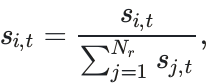 $s_{i,t} = \frac{s_{i,t}}{\sum_{j=1}^{N_r} s_{j,t}},$